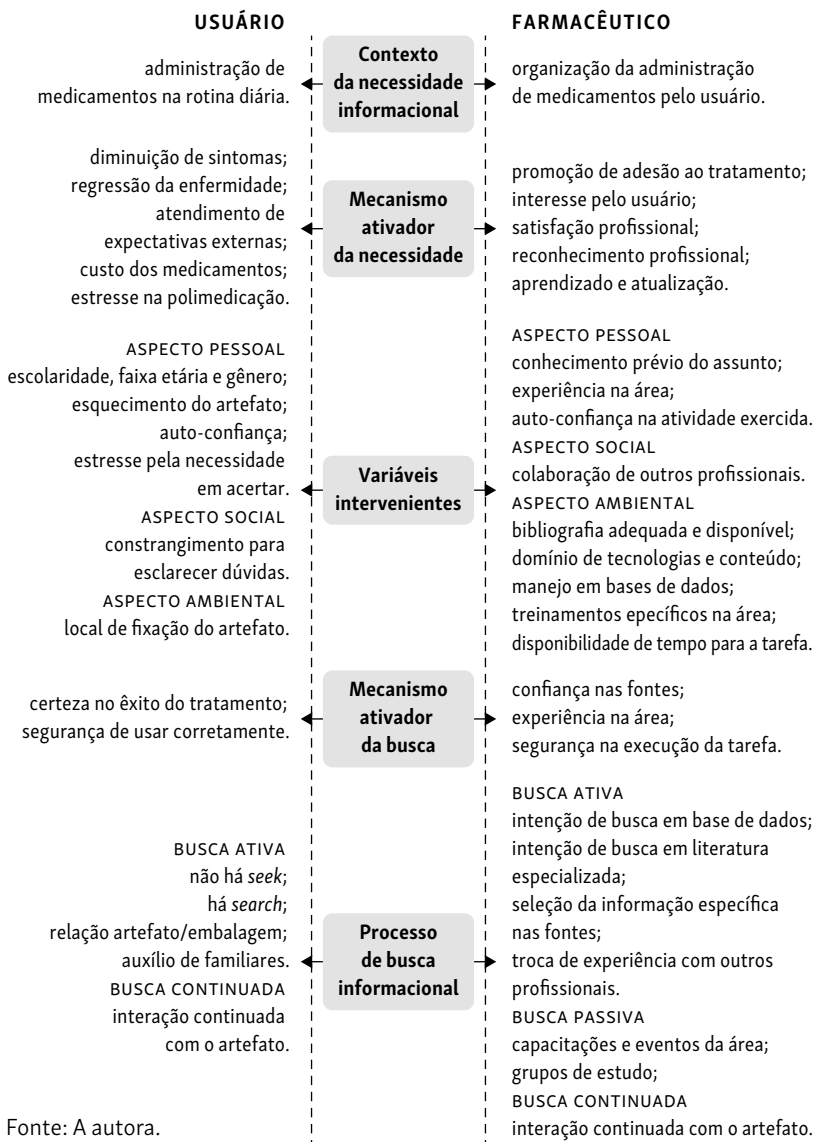 USUÁRIO
FARMACÊUTICO
Contexto
da necessidade
informacional
administração de
medicamentos na rotina diária.
organização da administração
de medicamentos pelo usuário.
Mecanismo
ativador
da necessidade
diminuição de sintomas;
regressão da enfermidade;
atendimento de
expectativas externas;
custo dos medicamentos;
estresse na polimedicação.
promoção de adesão ao tratamento;
interesse pelo usuário;
satisfação profissional;
reconhecimento profissional;
aprendizado e atualização.
Variáveis
intervenientes
ASPECTO PESSOAL
escolaridade, faixa etária e gênero;
esquecimento do artefato;
auto-confiança;
estresse pela necessidade
em acertar.
ASPECTO SOCIAL
constrangimento para
esclarecer dúvidas.
ASPECTO AMBIENTAL
local de fixação do artefato.
ASPECTO PESSOAL
conhecimento prévio do assunto;
experiência na área;
auto-confiança na atividade exercida.
ASPECTO SOCIAL
colaboração de outros profissionais.
ASPECTO AMBIENTAL
bibliografia adequada e disponível;
domínio de tecnologias e conteúdo;
manejo em bases de dados;
treinamentos epecíficos na área;
disponibilidade de tempo para a tarefa.
Mecanismo
ativador
da busca
certeza no êxito do tratamento;
segurança de usar corretamente.
confiança nas fontes;
experiência na área;
segurança na execução da tarefa.
Processo
de busca
informacional
BUSCA ATIVA
não há seek;
há search;
relação artefato/embalagem;
auxílio de familiares.
BUSCA CONTINUADA
interação continuada
com o artefato.
BUSCA ATIVA
intenção de busca em base de dados;
intenção de busca em literatura
especializada;
seleção da informação específica
nas fontes;
troca de experiência com outros
profissionais.
BUSCA PASSIVA
capacitações e eventos da área;
grupos de estudo;
BUSCA CONTINUADA
interação continuada com o artefato.
Fonte: A autora.